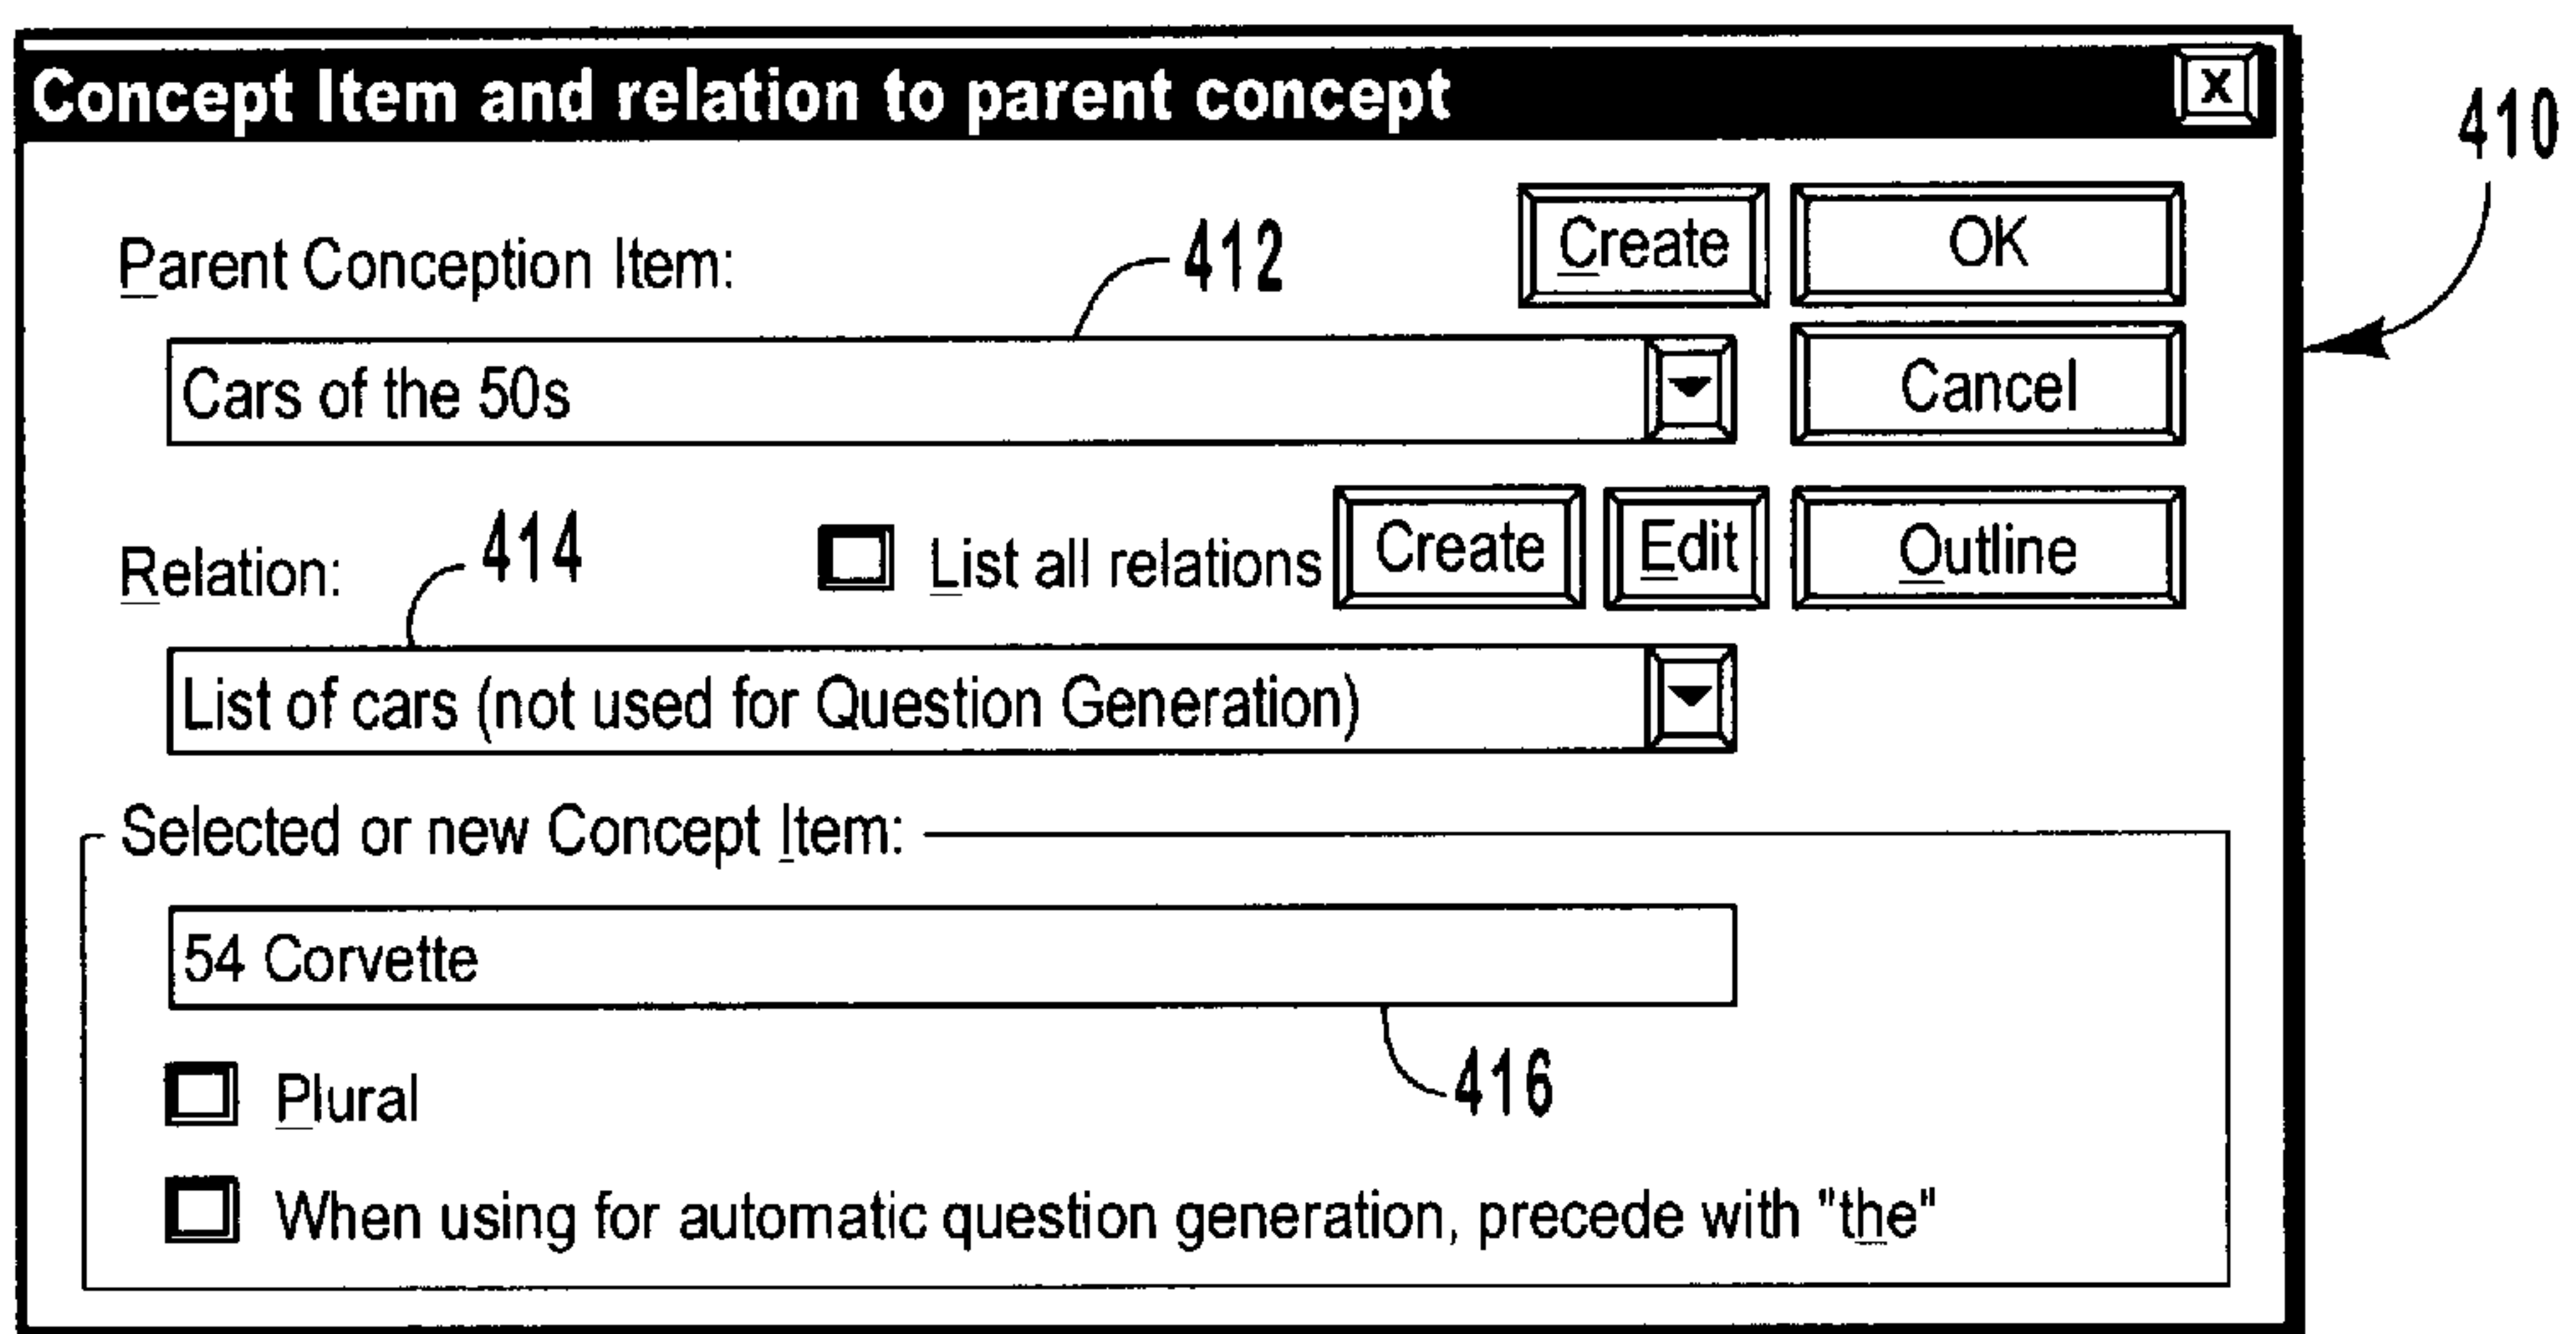 Concept Item and relation to parent concept X
410
Parent Conception Item: 412 Create OK
Cars of the 50s Cancel
Relation: 414 List all relations Create Edit Outline
List of cars (not used for Question Generation)
Selected or new Concept Item:
54 Corvette
416
Plural
When using for automatic question generation, precede with "the"